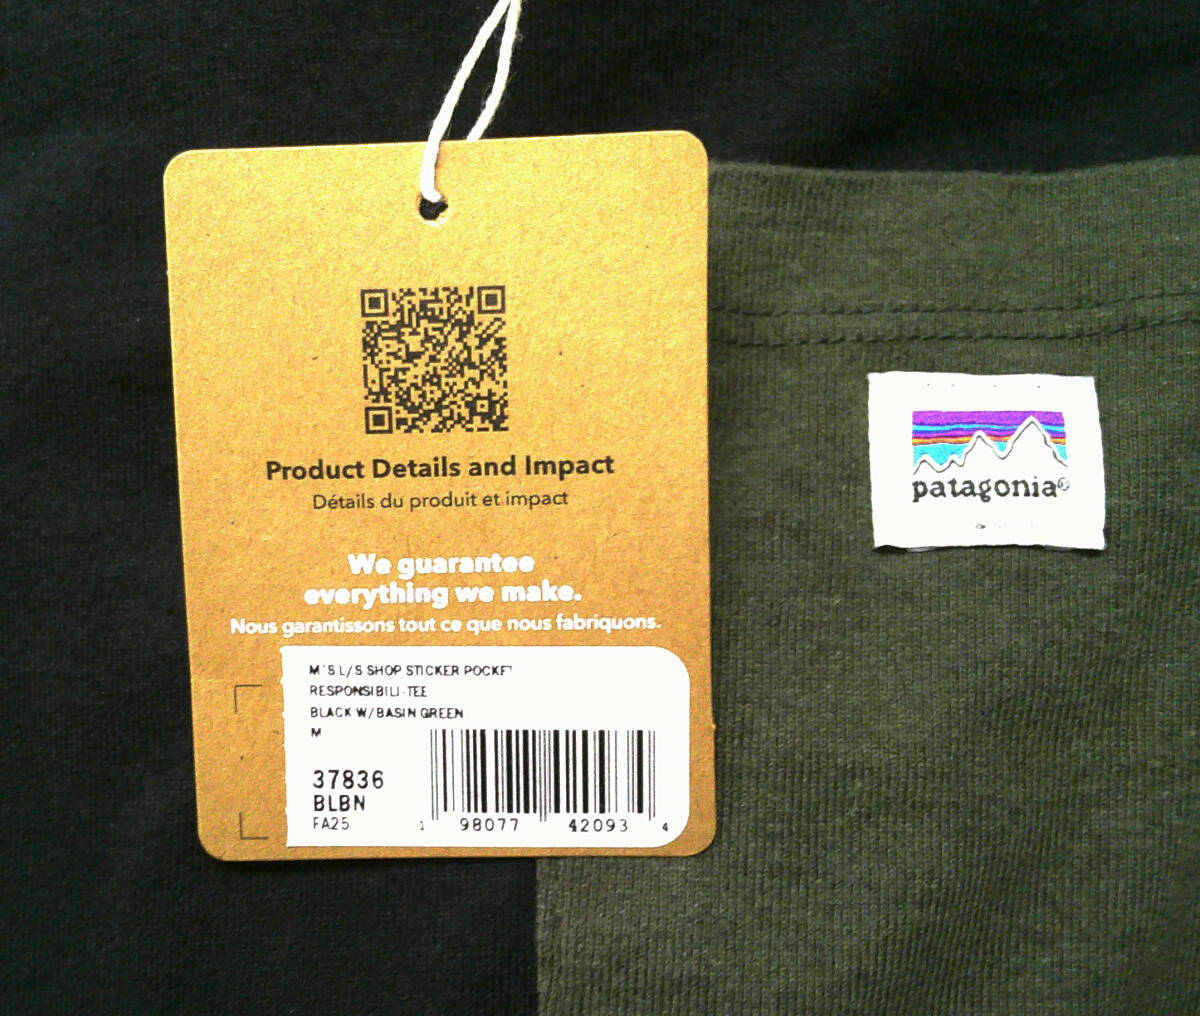 Product Details and Impact
Détails du produit et impact
We guarantee
everything we make.
Nous garantissons tout ce que nous fabriquons.
M'S L/S SHOP STICKER POCKET
RESPONSIBILI-TEE
BLACK W/BASIN GREEN
M
37836
BLBN
FA25
1 98077 42093 4
patagonia®